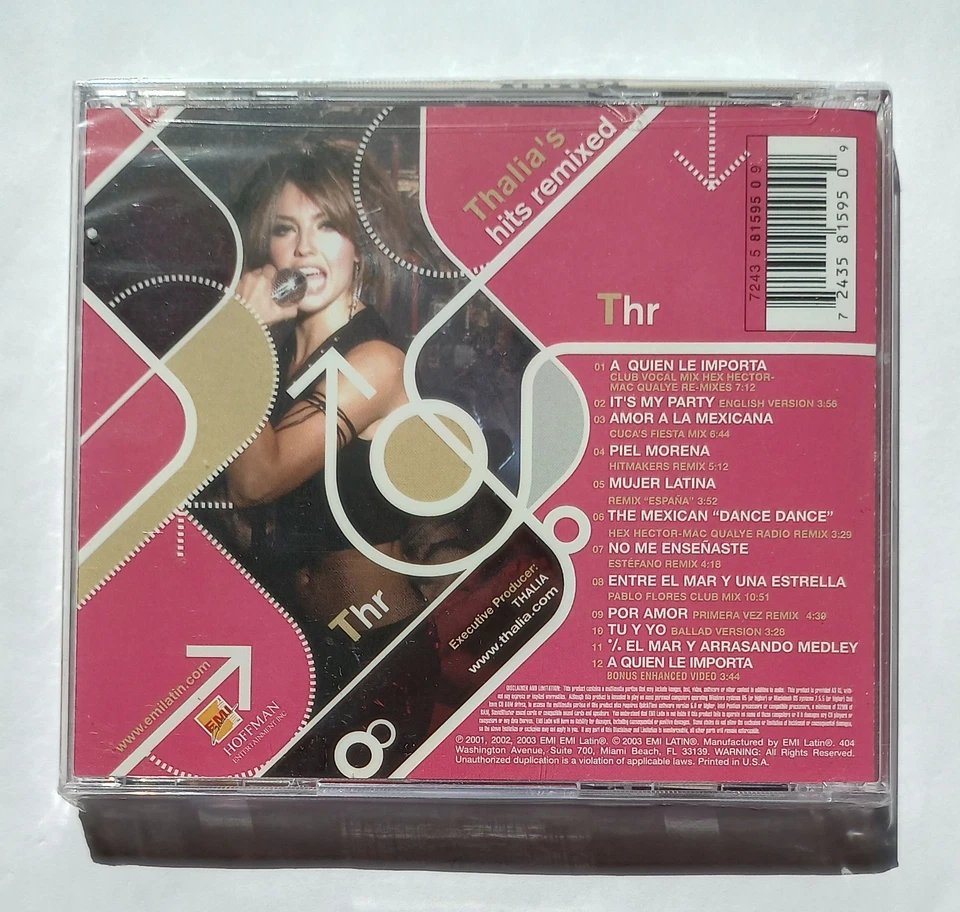 Thalia's
hits remixed
7243 5 81595 0 9
7 2435 81595 0 9
Thr
01 A QUIEN LE IMPORTA
CLUB VOCAL MIX HEX HECTOR-
MAC QUALYE RE-MIXES 7:12
02 IT'S MY PARTY ENGLISH VERSION 3:56
03 AMOR A LA MEXICANA
CUCA'S FIESTA MIX 6:44
04 PIEL MORENA
HITMAKERS REMIX 5:12
05 MUJER LATINA
REMIX "ESPAÑA" 3:52
06 THE MEXICAN "DANCE DANCE"
HEX HECTOR-MAC QUALYE RADIO REMIX 3:29
07 NO ME ENSEÑASTE
ESTÉFANO REMIX 4:18
08 ENTRE EL MAR Y UNA ESTRELLA
PABLO FLORES CLUB MIX 10:51
09 POR AMOR PRIMERA VEZ REMIX 4:39
10 TU Y YO BALLAD VERSION 3:28
11 ٪ EL MAR Y ARRASANDO MEDLEY
12 A QUIEN LE IMPORTA
BONUS ENHANCED VIDEO 3:44
Thr
Executive Producer:
THALIA
www.thalia.com
www.emilatin.com
EMI
HOFFMAN
ENTERTAINMENT INC.
℗ 2001, 2002, 2003 EMI EMI Latin®. © 2003 EMI LATIN®. Manufactured by EMI Latin®. 404
Washington Avenue, Suite 700, Miami Beach, FL 33139. WARNING: All Rights Reserved.
Unauthorized duplication is a violation of applicable laws. Printed in U.S.A.